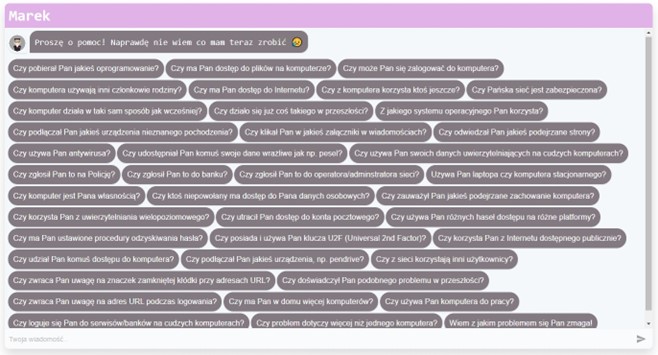 Marek
Proszę o pomoc! Naprawdę nie wiem co mam teraz zrobić 😟
Czy pobierał Pan jakieś oprogramowanie? Czy ma Pan dostęp do plików na komputerze? Czy może Pan się zalogować do komputera?
Czy komputera używają inni członkowie rodziny? Czy ma Pan dostęp do Internetu? Czy z komputera korzysta ktoś jeszcze? Czy Pańska sieć jest zabezpieczona?
Czy komputer działa w taki sam sposób jak wcześniej? Czy działo się już coś takiego w przeszłości? Z jakiego systemu operacyjnego Pan korzysta?
Czy podłączał Pan jakieś urządzenia nieznanego pochodzenia? Czy klikał Pan w jakieś załączniki w wiadomościach? Czy odwiedzał Pan jakieś podejrzane strony?
Czy używa Pan antywirusa? Czy udostępniał Pan komuś swoje dane wrażliwe jak np. pesel? Czy używa Pan swoich danych uwierzytelniających na cudzych komputerach?
Czy zgłosił Pan to na Policję? Czy zgłosił Pan to do banku? Czy zgłosił Pan to do operatora/adminstratora sieci? Używa Pan laptopa czy komputera stacjonarnego?
Czy komputer jest Pana własnością? Czy ktoś niepowołany ma dostęp do Pana danych osobowych? Czy zauważył Pan jakieś podejrzane zachowanie komputera?
Czy korzysta Pan z uwierzytelniania wielopoziomowego? Czy utracił Pan dostęp do konta pocztowego? Czy używa Pan różnych haseł dostępu na różne platformy?
Czy ma Pan ustawione procedury odzyskiwania hasła? Czy posiada i używa Pan klucza U2F (Universal 2nd Factor)? Czy korzysta Pan z Internetu dostępnego publicznie?
Czy udział Pan komuś dostępu do komputera? Czy podłączał Pan jakieś urządzenia, np. pendrive? Czy z sieci korzystają inni użytkownicy?
Czy zwraca Pan uwagę na znaczek zamkniętej kłódki przy adresach URL? Czy doświadczył Pan podobnego problemu w przeszłości?
Czy zwraca Pan uwagę na adres URL podczas logowania? Czy ma Pan w domu więcej komputerów? Czy używa Pan komputera do pracy?
Czy loguje się Pan do serwisów/banków na cudzych komputerach? Czy problem dotyczy więcej niż jednego komputera? Wiem z jakim problemem się Pan zmaga!
Twoja wiadomość...